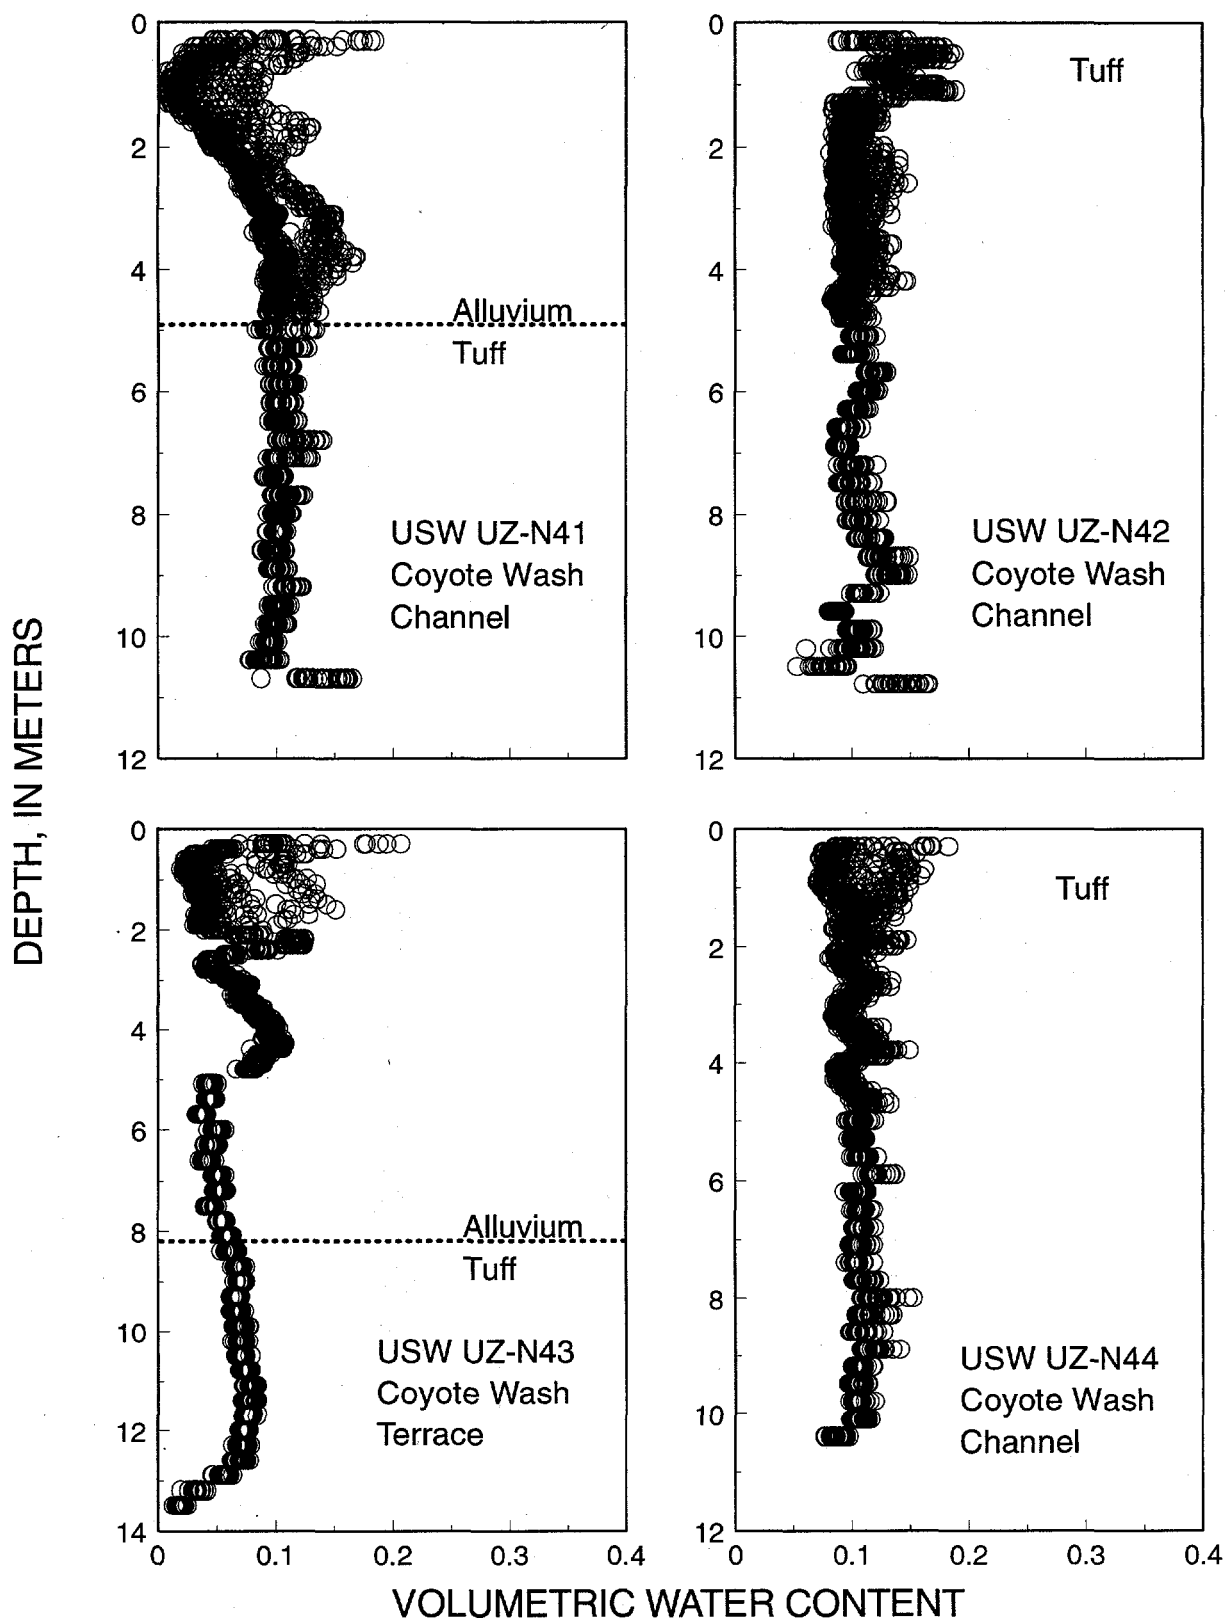 0
2
4
6
8
10
12
Alluvium
Tuff
USW UZ-N41
Coyote Wash
Channel
0
2
4
6
8
10
12
Tuff
USW UZ-N42
Coyote Wash
Channel
DEPTH, IN METERS
0
2
4
6
8
10
12
14
Alluvium
Tuff
USW UZ-N43
Coyote Wash
Terrace
0 0.1 0.2 0.3 0.4
0
2
4
6
8
10
12
Tuff
USW UZ-N44
Coyote Wash
Channel
0 0.1 0.2 0.3 0.4
VOLUMETRIC WATER CONTENT